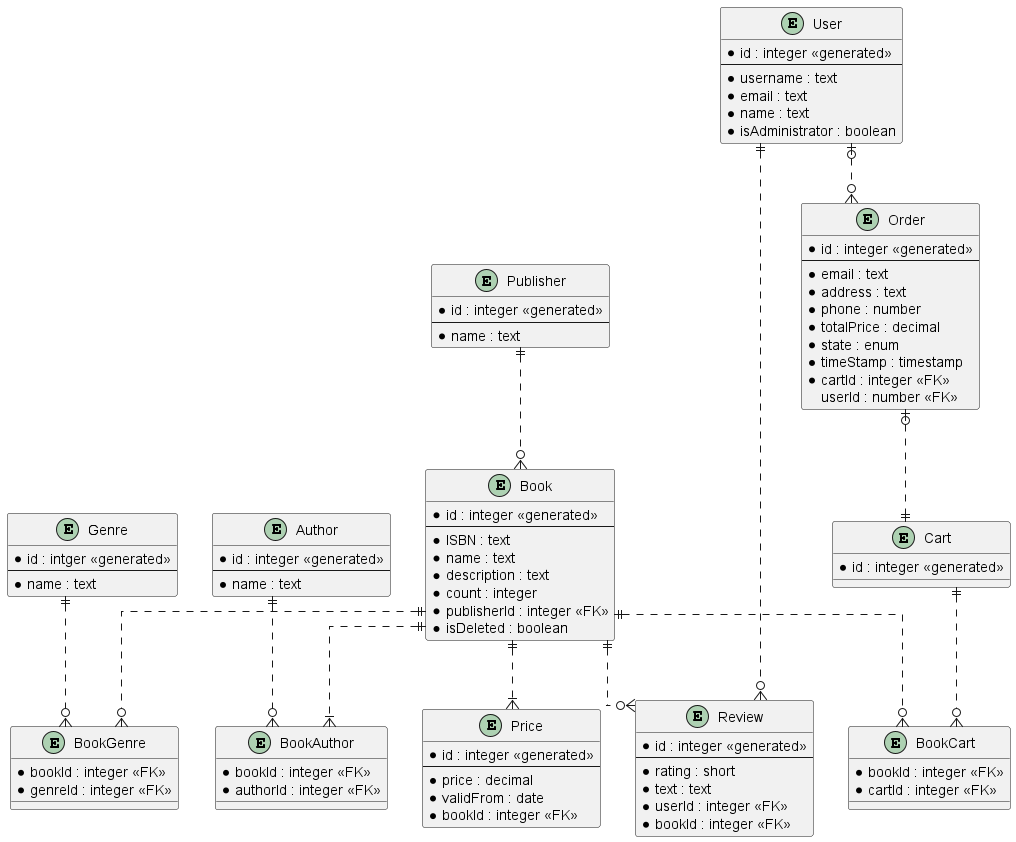 E User
id : integer «generated»
username : text
email : text
name : text
isAdministrator : boolean
E Order
id : integer «generated»
email : text
address : text
phone : number
totalPrice : decimal
state : enum
timeStamp : timestamp
cartId : integer «FK»
userId : number «FK»
E Publisher
id : integer «generated»
name : text
E Book
id : integer «generated»
ISBN : text
name : text
description : text
count : integer
publisherId : integer «FK»
isDeleted : boolean
E Genre
id : intger «generated»
name : text
E Author
id : integer «generated»
name : text
E Cart
id : integer «generated»
E BookGenre
bookId : integer «FK»
genreId : integer «FK»
E BookAuthor
bookId : integer «FK»
authorId : integer «FK»
E Price
id : integer «generated»
price : decimal
validFrom : date
bookId : integer «FK»
E Review
id : integer «generated»
rating : short
text : text
userId : integer «FK»
bookId : integer «FK»
E BookCart
bookId : integer «FK»
cartId : integer «FK»